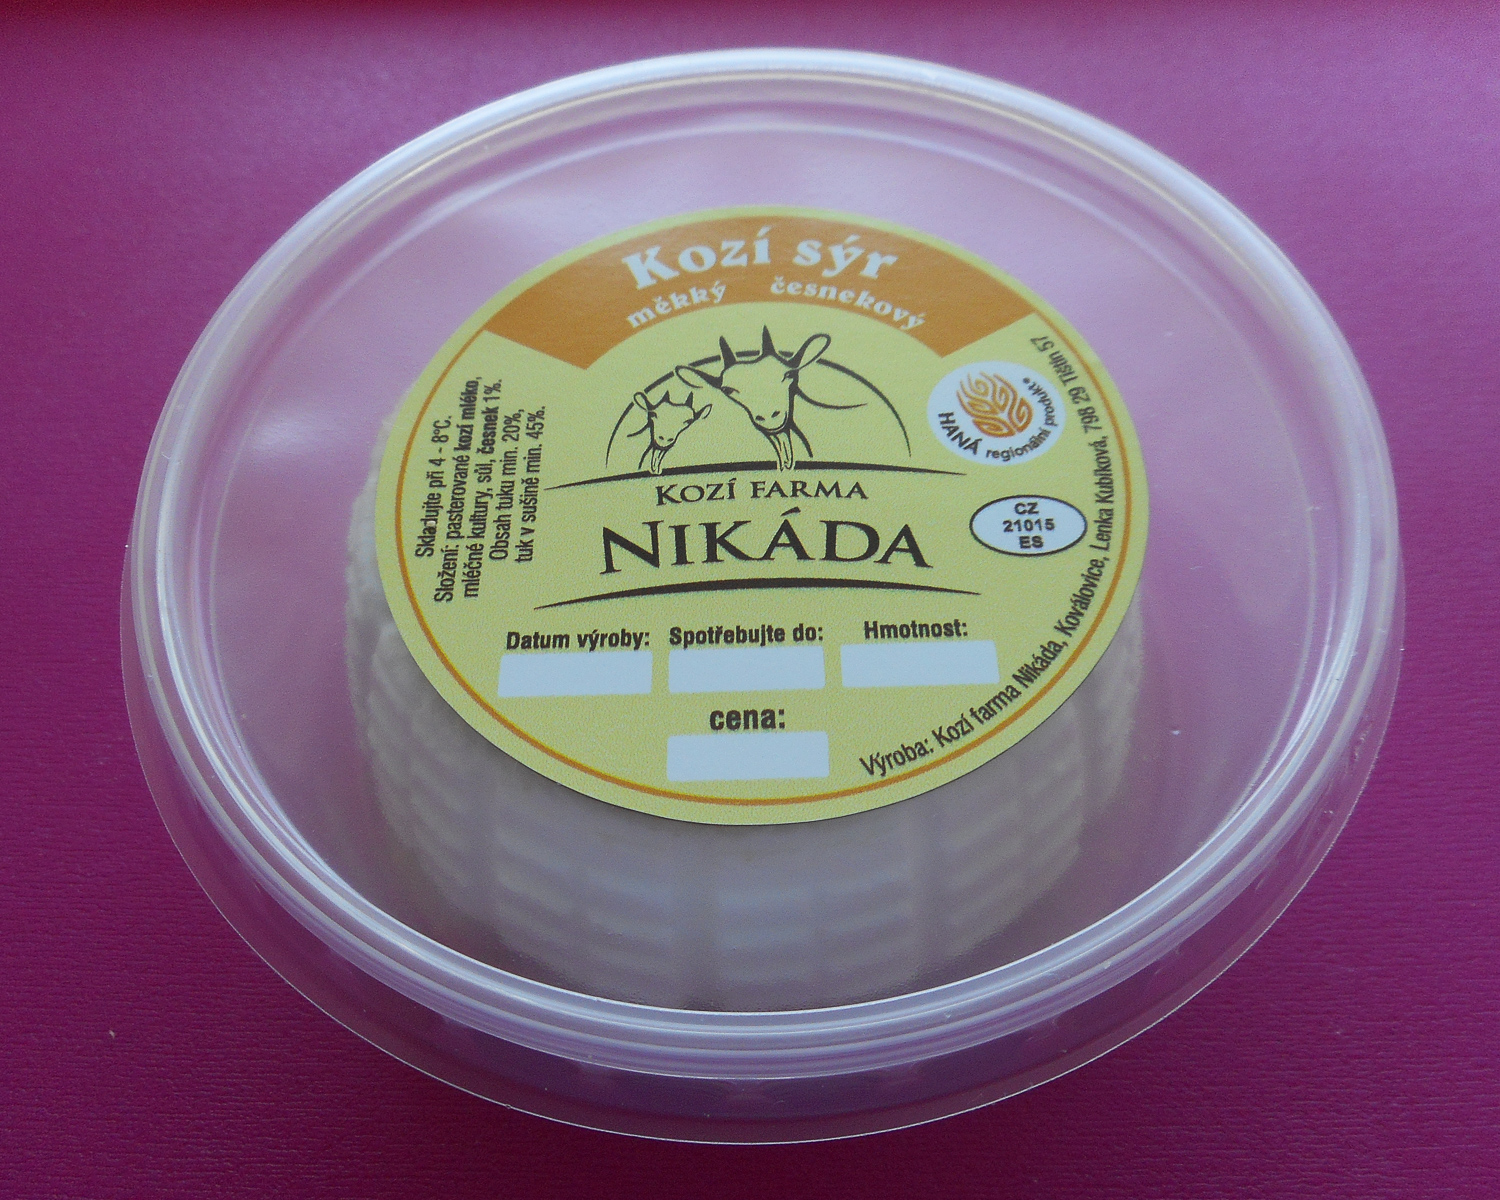 Kozí sýr
měkký česnekový
Skladujte při 4 - 8°C.
Složení: pasterované kozí mléko,
mléčné kultury, sůl, česnek 1%.
Obsah tuku min. 20%,
tuk v sušině min. 45%.
KOZÍ FARMA
NIKÁDA
HANÁ regionální produkt®
CZ
21015
ES
Datum výroby: Spotřebujte do: Hmotnost:
cena:
Výroba: Kozí farma Nikáda, Koválovice, Lenka Kubíková, 798 29 Tištín 57